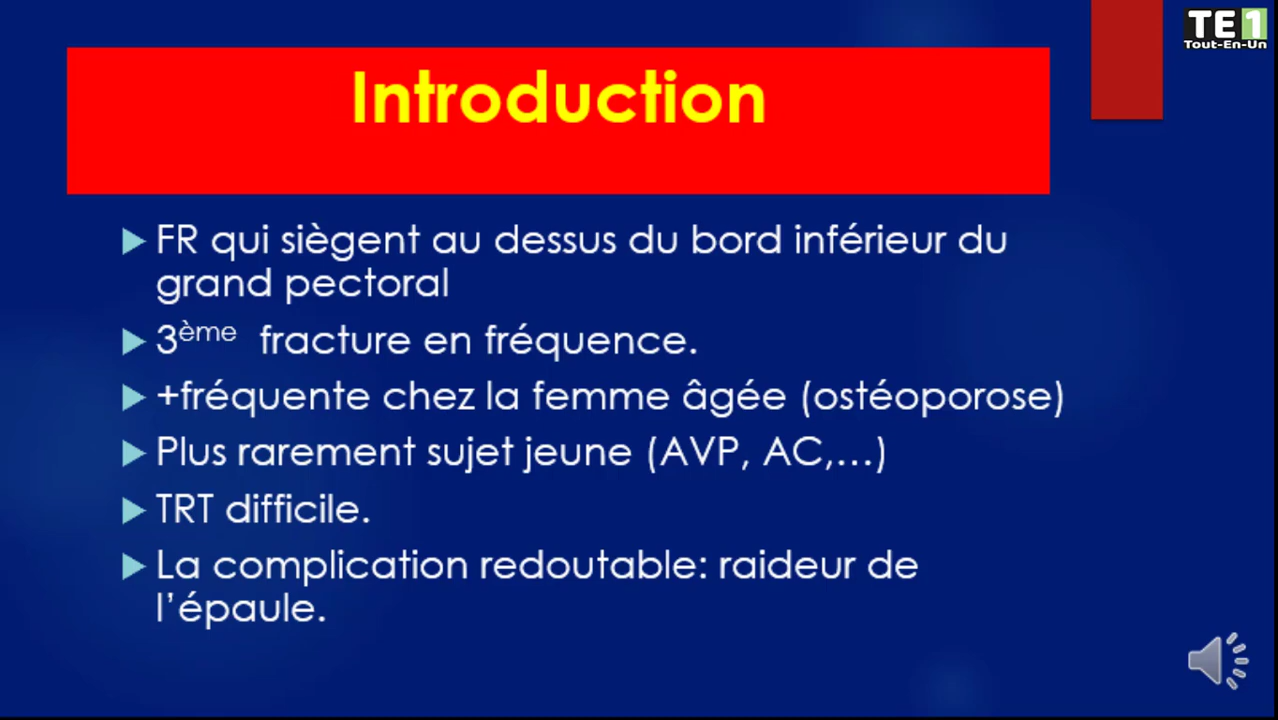 TE1
Tout-En-Un
Introduction
FR qui siègent au dessus du bord inférieur du
grand pectoral
3ème fracture en fréquence.
+fréquente chez la femme âgée (ostéoporose)
Plus rarement sujet jeune (AVP, AC,...)
TRT difficile.
La complication redoutable: raideur de
l'épaule.